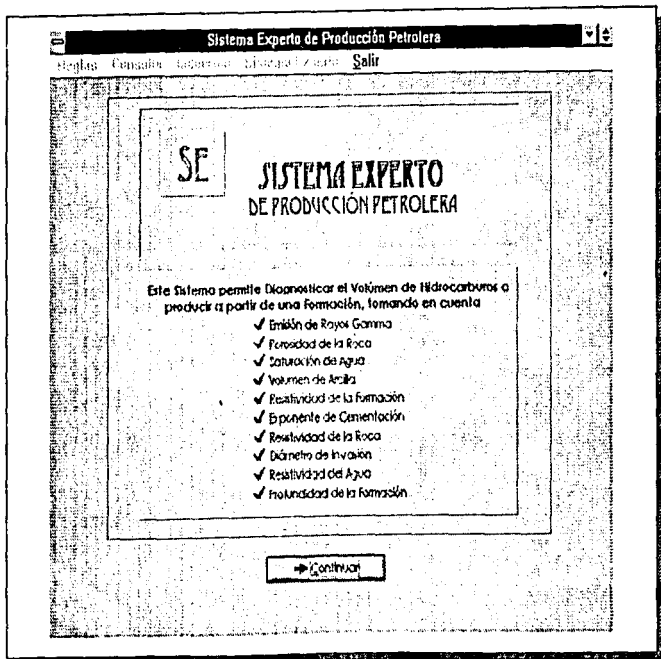 Sistema Experto de Producción Petrolera
Reglas Consulta Salir
SE
SISTEMA EXPERTO
DE PRODUCCIÓN PETROLERA
Este Sistema permite Diagnosticar el Volúmen de Hidrocarburos a
producir a partir de una Formación, tomando en cuenta
✓ Emisión de Rayos Gamma
✓ Porosidad de la Roca
✓ Saturación de Agua
✓ Volumen de Arcilla
✓ Resistividad de la Formación
✓ Exponente de Cementación
✓ Resistividad de la Roca
✓ Diámetro de Invasión
✓ Resistividad del Agua
✓ Profundidad de la Formación
Continuar